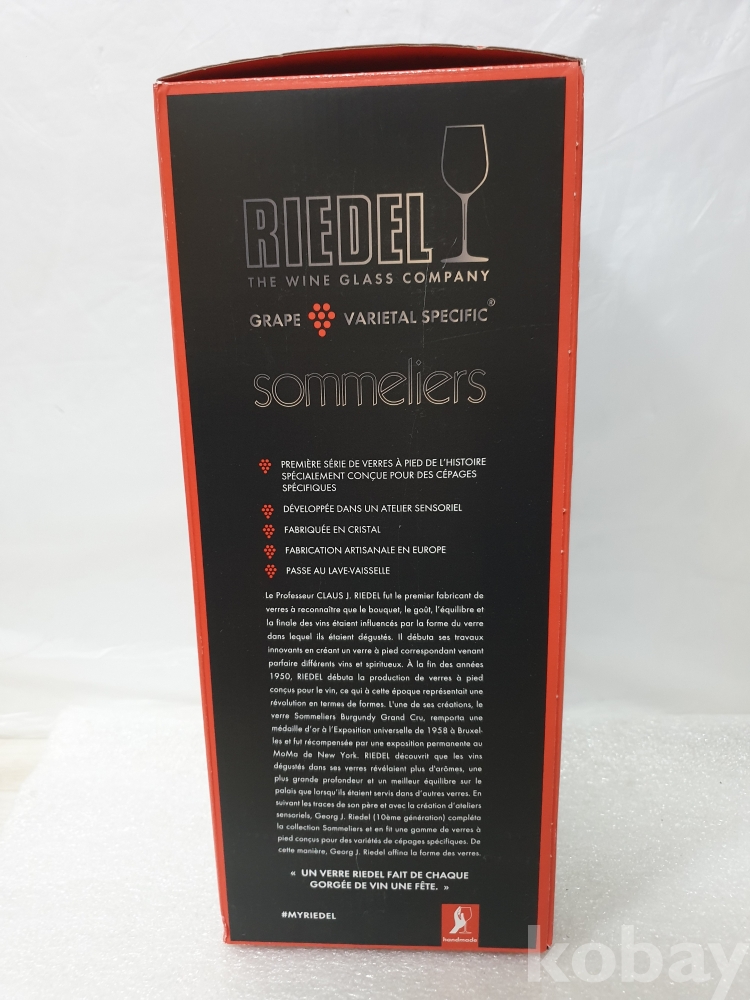 RIEDEL
THE WINE GLASS COMPANY
GRAPE VARIETAL SPECIFIC®
sommeliers
PREMIÈRE SÉRIE DE VERRES À PIED DE L'HISTOIRE
SPÉCIALEMENT CONÇUE POUR DES CÉPAGES
SPÉCIFIQUES
DÉVELOPPÉE DANS UN ATELIER SENSORIEL
FABRIQUÉE EN CRISTAL
FABRICATION ARTISANALE EN EUROPE
PASSE AU LAVE-VAISSELLE
Le Professeur CLAUS J. RIEDEL fut le premier fabricant de
verres à reconnaître que le bouquet, le goût, l'équilibre et
la finale des vins étaient influencés par la forme du verre
dans lequel ils étaient dégustés. Il débuta ses travaux
innovants en créant un verre à pied correspondant venant
parfaire différents vins et spiritueux. À la fin des années
1950, RIEDEL débuta la production de verres à pied
conçus pour le vin, ce qui à cette époque représentait une
révolution en termes de formes. L'une de ses créations, le
verre Sommeliers Burgundy Grand Cru, remporta une
médaille d'or à l'Exposition universelle de 1958 à Bruxel-
les et fut récompensée par une exposition permanente au
MoMa de New York. RIEDEL découvrit que les vins
dégustés dans ses verres révélaient plus d'arômes, une
plus grande profondeur et un meilleur équilibre sur le
palais que lorsqu'ils étaient servis dans d'autres verres. En
suivant les traces de son père et avec la création d'ateliers
sensoriels, Georg J. Riedel (10ème génération) compléta
la collection Sommeliers et en fit une gamme de verres à
pied conçus pour des variétés de cépages spécifiques. De
cette manière, Georg J. Riedel affina la forme des verres.
« UN VERRE RIEDEL FAIT DE CHAQUE
GORGÉE DE VIN UNE FÊTE. »
#MYRIEDEL
handmade
kobay